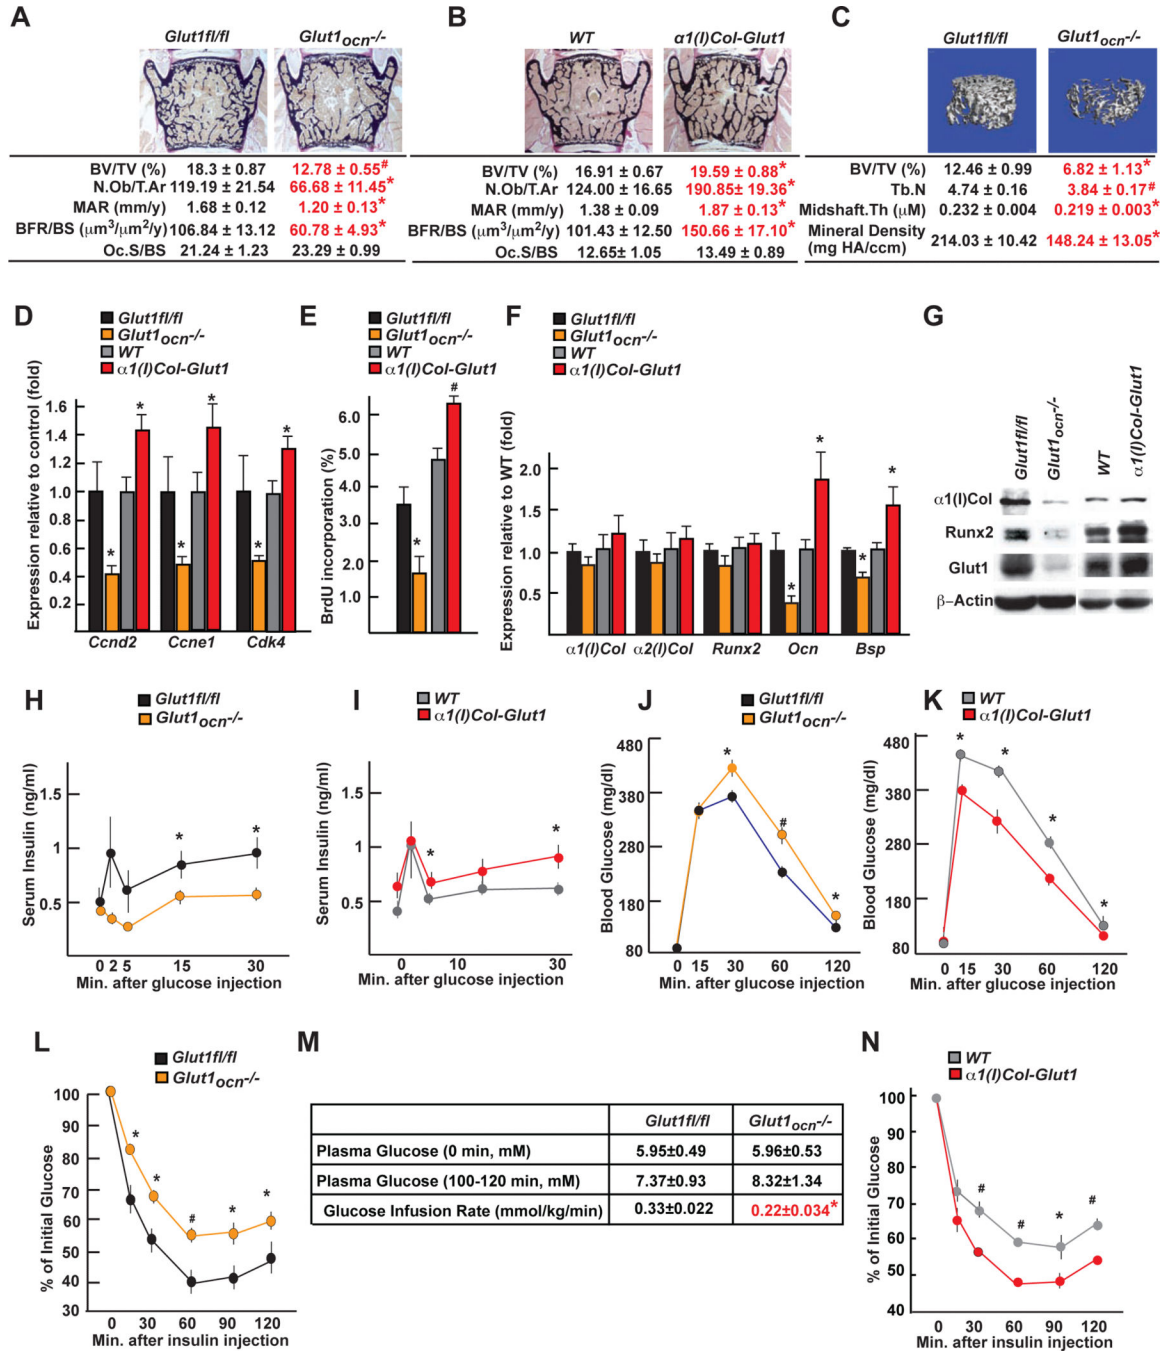 A
Glut1fl/fl Glut1ocn-/-
BV/TV (%) 18.3 ± 0.87 12.78 ± 0.55#
N.Ob/T.Ar 119.19 ± 21.54 66.68 ± 11.45*
MAR (mm/y) 1.68 ± 0.12 1.20 ± 0.13*
BFR/BS (μm3/μm2/y) 106.84 ± 13.12 60.78 ± 4.93*
Oc.S/BS 21.24 ± 1.23 23.29 ± 0.99
B
WT α1(I)Col-Glut1
BV/TV (%) 16.91 ± 0.67 19.59 ± 0.88*
N.Ob/T.Ar 124.00 ± 16.65 190.85± 19.36*
MAR (mm/y) 1.38 ± 0.09 1.87 ± 0.13*
BFR/BS (μm3/μm2/y) 101.43 ± 12.50 150.66 ± 17.10*
Oc.S/BS 12.65± 1.05 13.49 ± 0.89
C
Glut1fl/fl Glut1ocn-/-
BV/TV (%) 12.46 ± 0.99 6.82 ± 1.13*
Tb.N 4.74 ± 0.16 3.84 ± 0.17#
Midshaft.Th (μM) 0.232 ± 0.004 0.219 ± 0.003*
Mineral Density
(mg HA/ccm) 214.03 ± 10.42 148.24 ± 13.05*
D
Glut1fl/fl
Glut1ocn-/-
WT
α1(I)Col-Glut1
Expression relative to control (fold)
1.6
1.4
1.2
1.0
0.8
0.6
0.4
0.2
* * * * * *
Ccnd2 Ccne1 Cdk4
E
Glut1fl/fl
Glut1ocn-/-
WT
α1(I)Col-Glut1
BrdU incorporation (%)
6.0
5.0
4.0
3.0
2.0
1.0
* #
F
Glut1fl/fl
Glut1ocn-/-
WT
α1(I)Col-Glut1
Expression relative to WT (fold)
2.0
1.5
1.0
0.5
* * * *
α1(I)Col α2(I)Col Runx2 Ocn Bsp
G
Glut1fl/fl Glut1ocn-/- WT α1(I)Col-Glut1
α1(I)Col
Runx2
Glut1
β-Actin
H
Glut1fl/fl
Glut1ocn-/-
Serum Insulin (ng/ml)
1.5
1
0.5
* *
0 2 5 15 30
Min. after glucose injection
I
WT
α1(I)Col-Glut1
Serum Insulin (ng/ml)
1.5
1
0.5
* *
0 10 30
Min. after glucose injection
J
Glut1fl/fl
Glut1ocn-/-
Blood Glucose (mg/dl)
480
380
280
180
80
* # *
0 15 30 60 120
Min. after glucose injection
K
WT
α1(I)Col-Glut1
Blood Glucose (mg/dl)
480
380
280
180
80
* * * *
0 15 30 60 120
Min. after glucose injection
L
Glut1fl/fl
Glut1ocn-/-
% of Initial Glucose
100
90
80
70
60
50
40
30
* * # * *
0 30 60 90 120
Min. after insulin injection
M
Glut1fl/fl Glut1ocn-/-
Plasma Glucose (0 min, mM) 5.95±0.49 5.96±0.53
Plasma Glucose (100-120 min, mM) 7.37±0.93 8.32±1.34
Glucose Infusion Rate (mmol/kg/min) 0.33±0.022 0.22±0.034*
N
WT
α1(I)Col-Glut1
% of Initial Glucose
100
90
80
70
60
50
40
# # * #
0 30 60 90 120
Min. after insulin injection